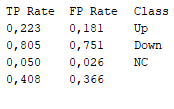 TP Rate FP Rate Class
0,223 0,181 Up
0,805 0,751 Down
0,050 0,026 NC
0,408 0,366